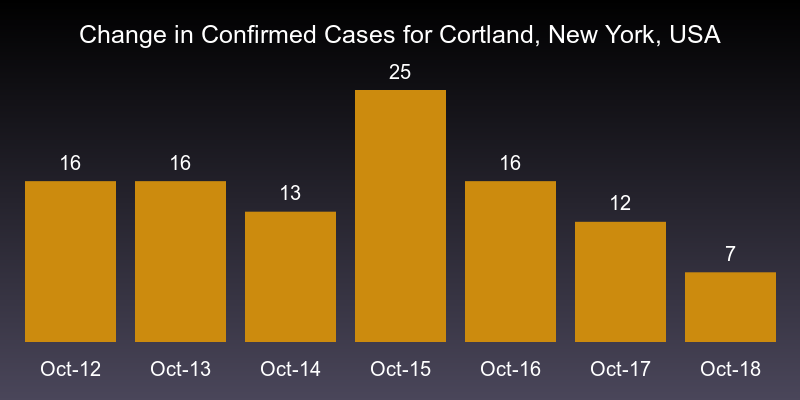 Change in Confirmed Cases for Cortland, New York, USA
25
16
16
16
13
12
7
Oct-12
Oct-13
Oct-14
Oct-15
Oct-16
Oct-17
Oct-18